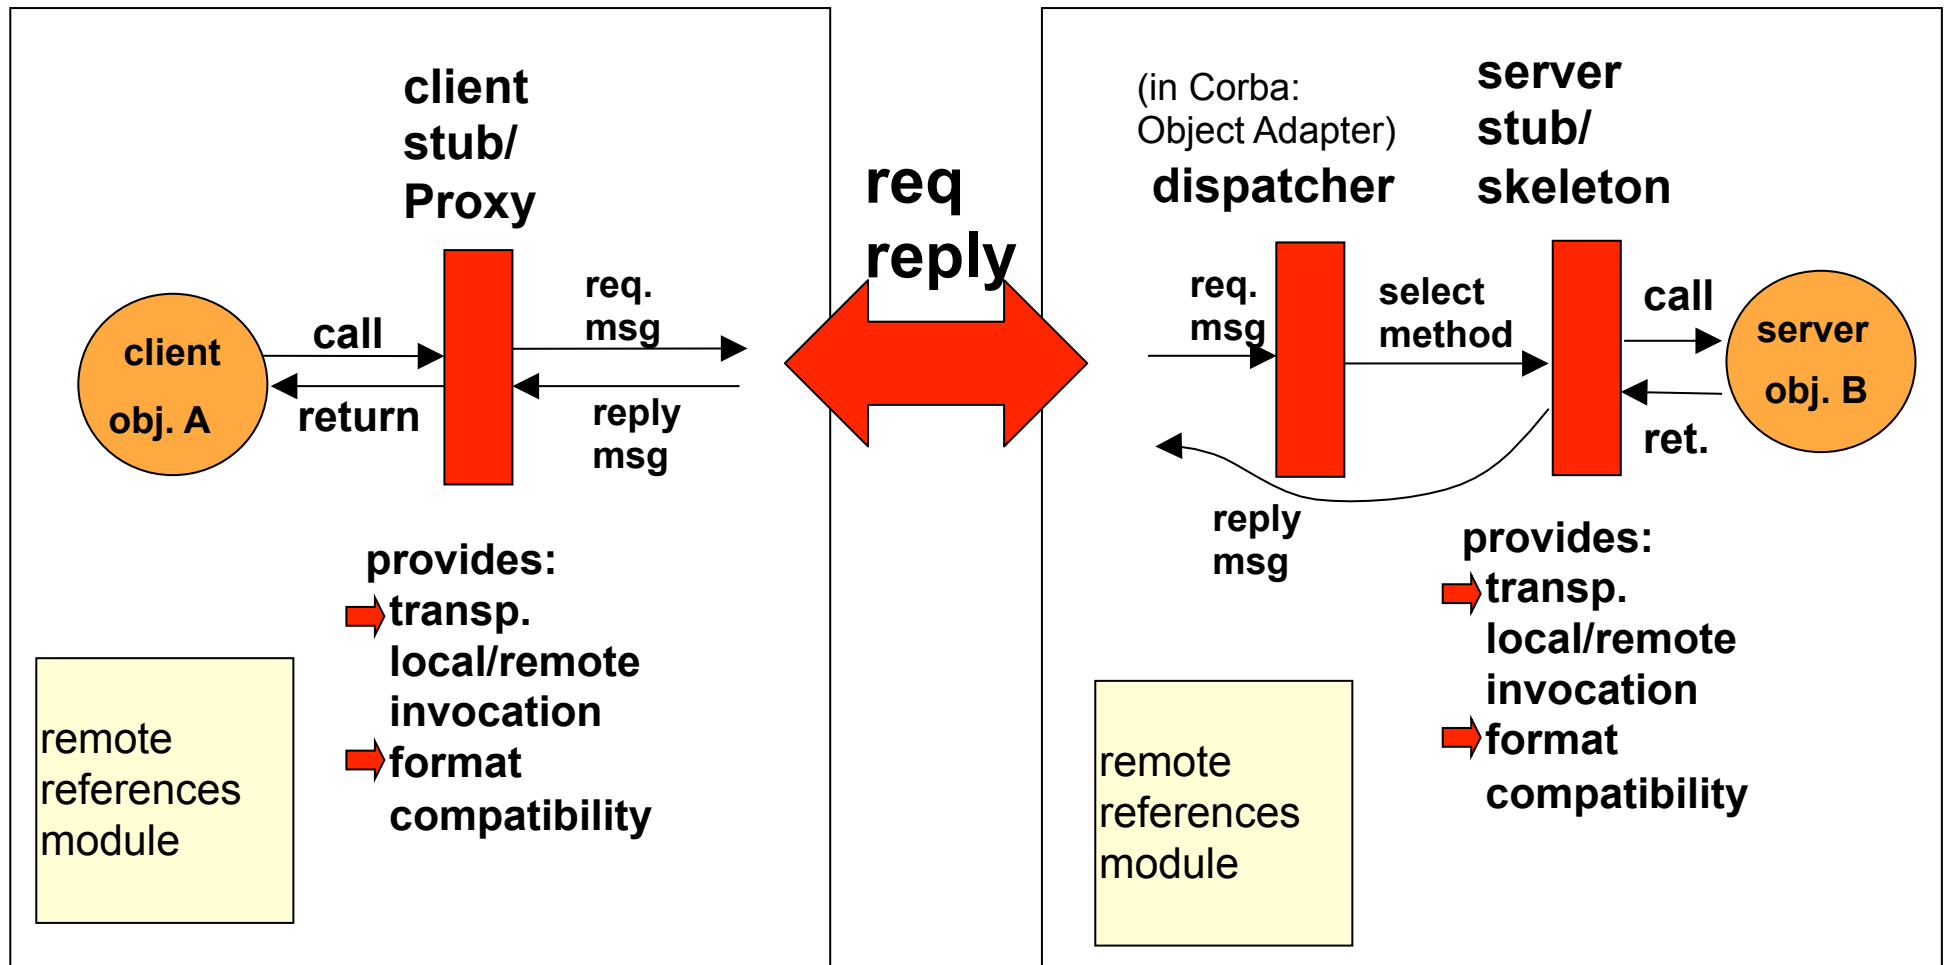 client
stub/
Proxy
client
obj. A
call
return
req.
msg
reply
msg
provides:
transp.
local/remote
invocation
format
compatibility
remote
references
module
req
reply
(in Corba:
Object Adapter)
dispatcher
server
stub/
skeleton
req.
msg
select
method
call
ret.
server
obj. B
reply
msg
provides:
transp.
local/remote
invocation
format
compatibility
remote
references
module